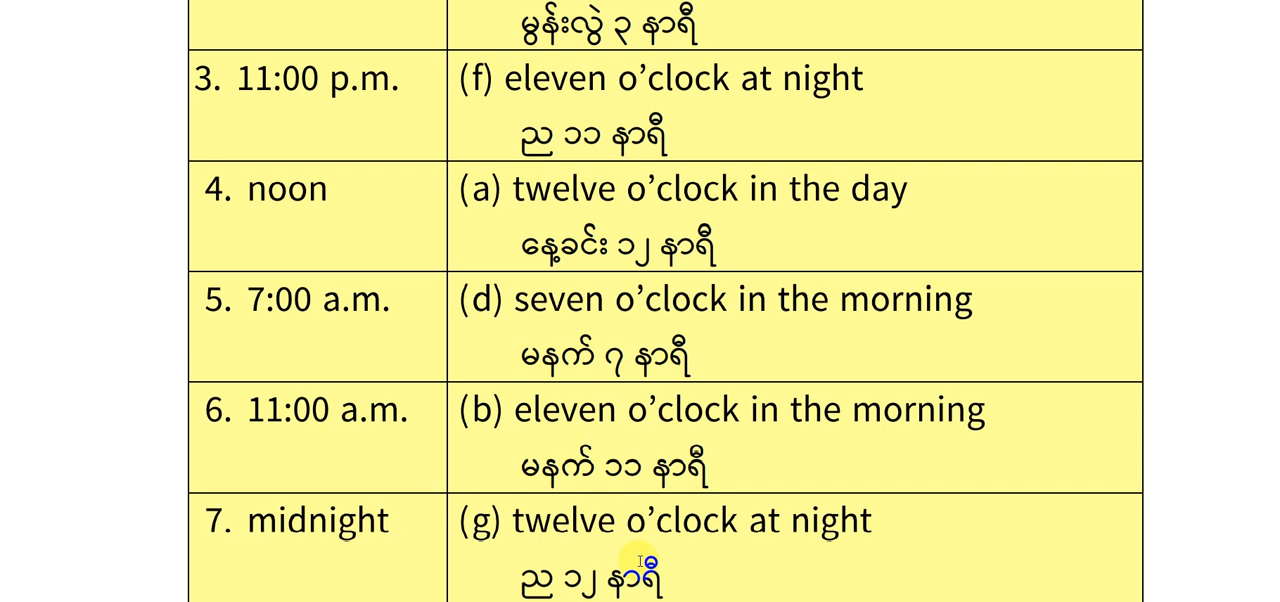 မွန်းလွဲ ၃ နာရီ
3. 11:00 p.m. (f) eleven o’clock at night
ည ၁၁ နာရီ
4. noon (a) twelve o’clock in the day
နေ့ခင်း ၁၂ နာရီ
5. 7:00 a.m. (d) seven o’clock in the morning
မနက် ၇ နာရီ
6. 11:00 a.m. (b) eleven o’clock in the morning
မနက် ၁၁ နာရီ
7. midnight (g) twelve o’clock at night
ည ၁၂ နာရီ